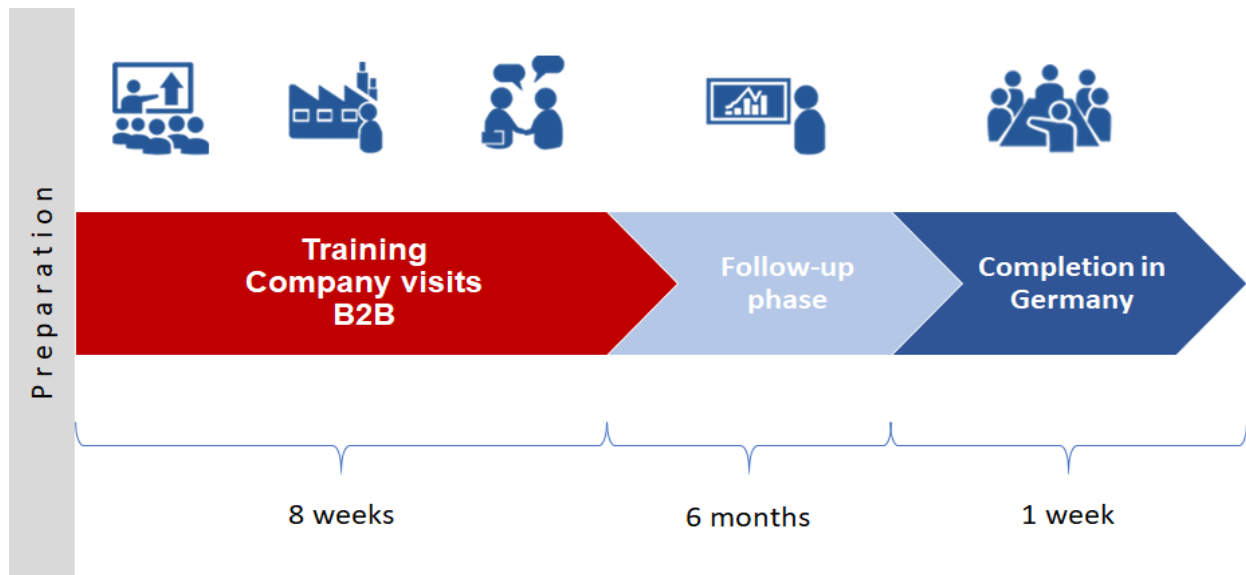 Preparation
Training
Company visits
B2B
Follow-up
phase
Completion in
Germany
8 weeks
6 months
1 week